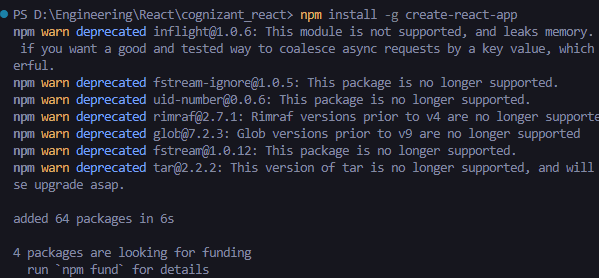 PS D:\Engineering\React\cognizant_react> npm install -g create-react-app
npm warn deprecated inflight@1.0.6: This module is not supported, and leaks memory.
if you want a good and tested way to coalesce async requests by a key value, which
erful.
npm warn deprecated fstream-ignore@1.0.5: This package is no longer supported.
npm warn deprecated uid-number@0.0.6: This package is no longer supported.
npm warn deprecated rimraf@2.7.1: Rimraf versions prior to v4 are no longer supporte
npm warn deprecated glob@7.2.3: Glob versions prior to v9 are no longer supported
npm warn deprecated fstream@1.0.12: This package is no longer supported.
npm warn deprecated tar@2.2.2: This version of tar is no longer supported, and will
se upgrade asap.
added 64 packages in 6s
4 packages are looking for funding
run `npm fund` for details